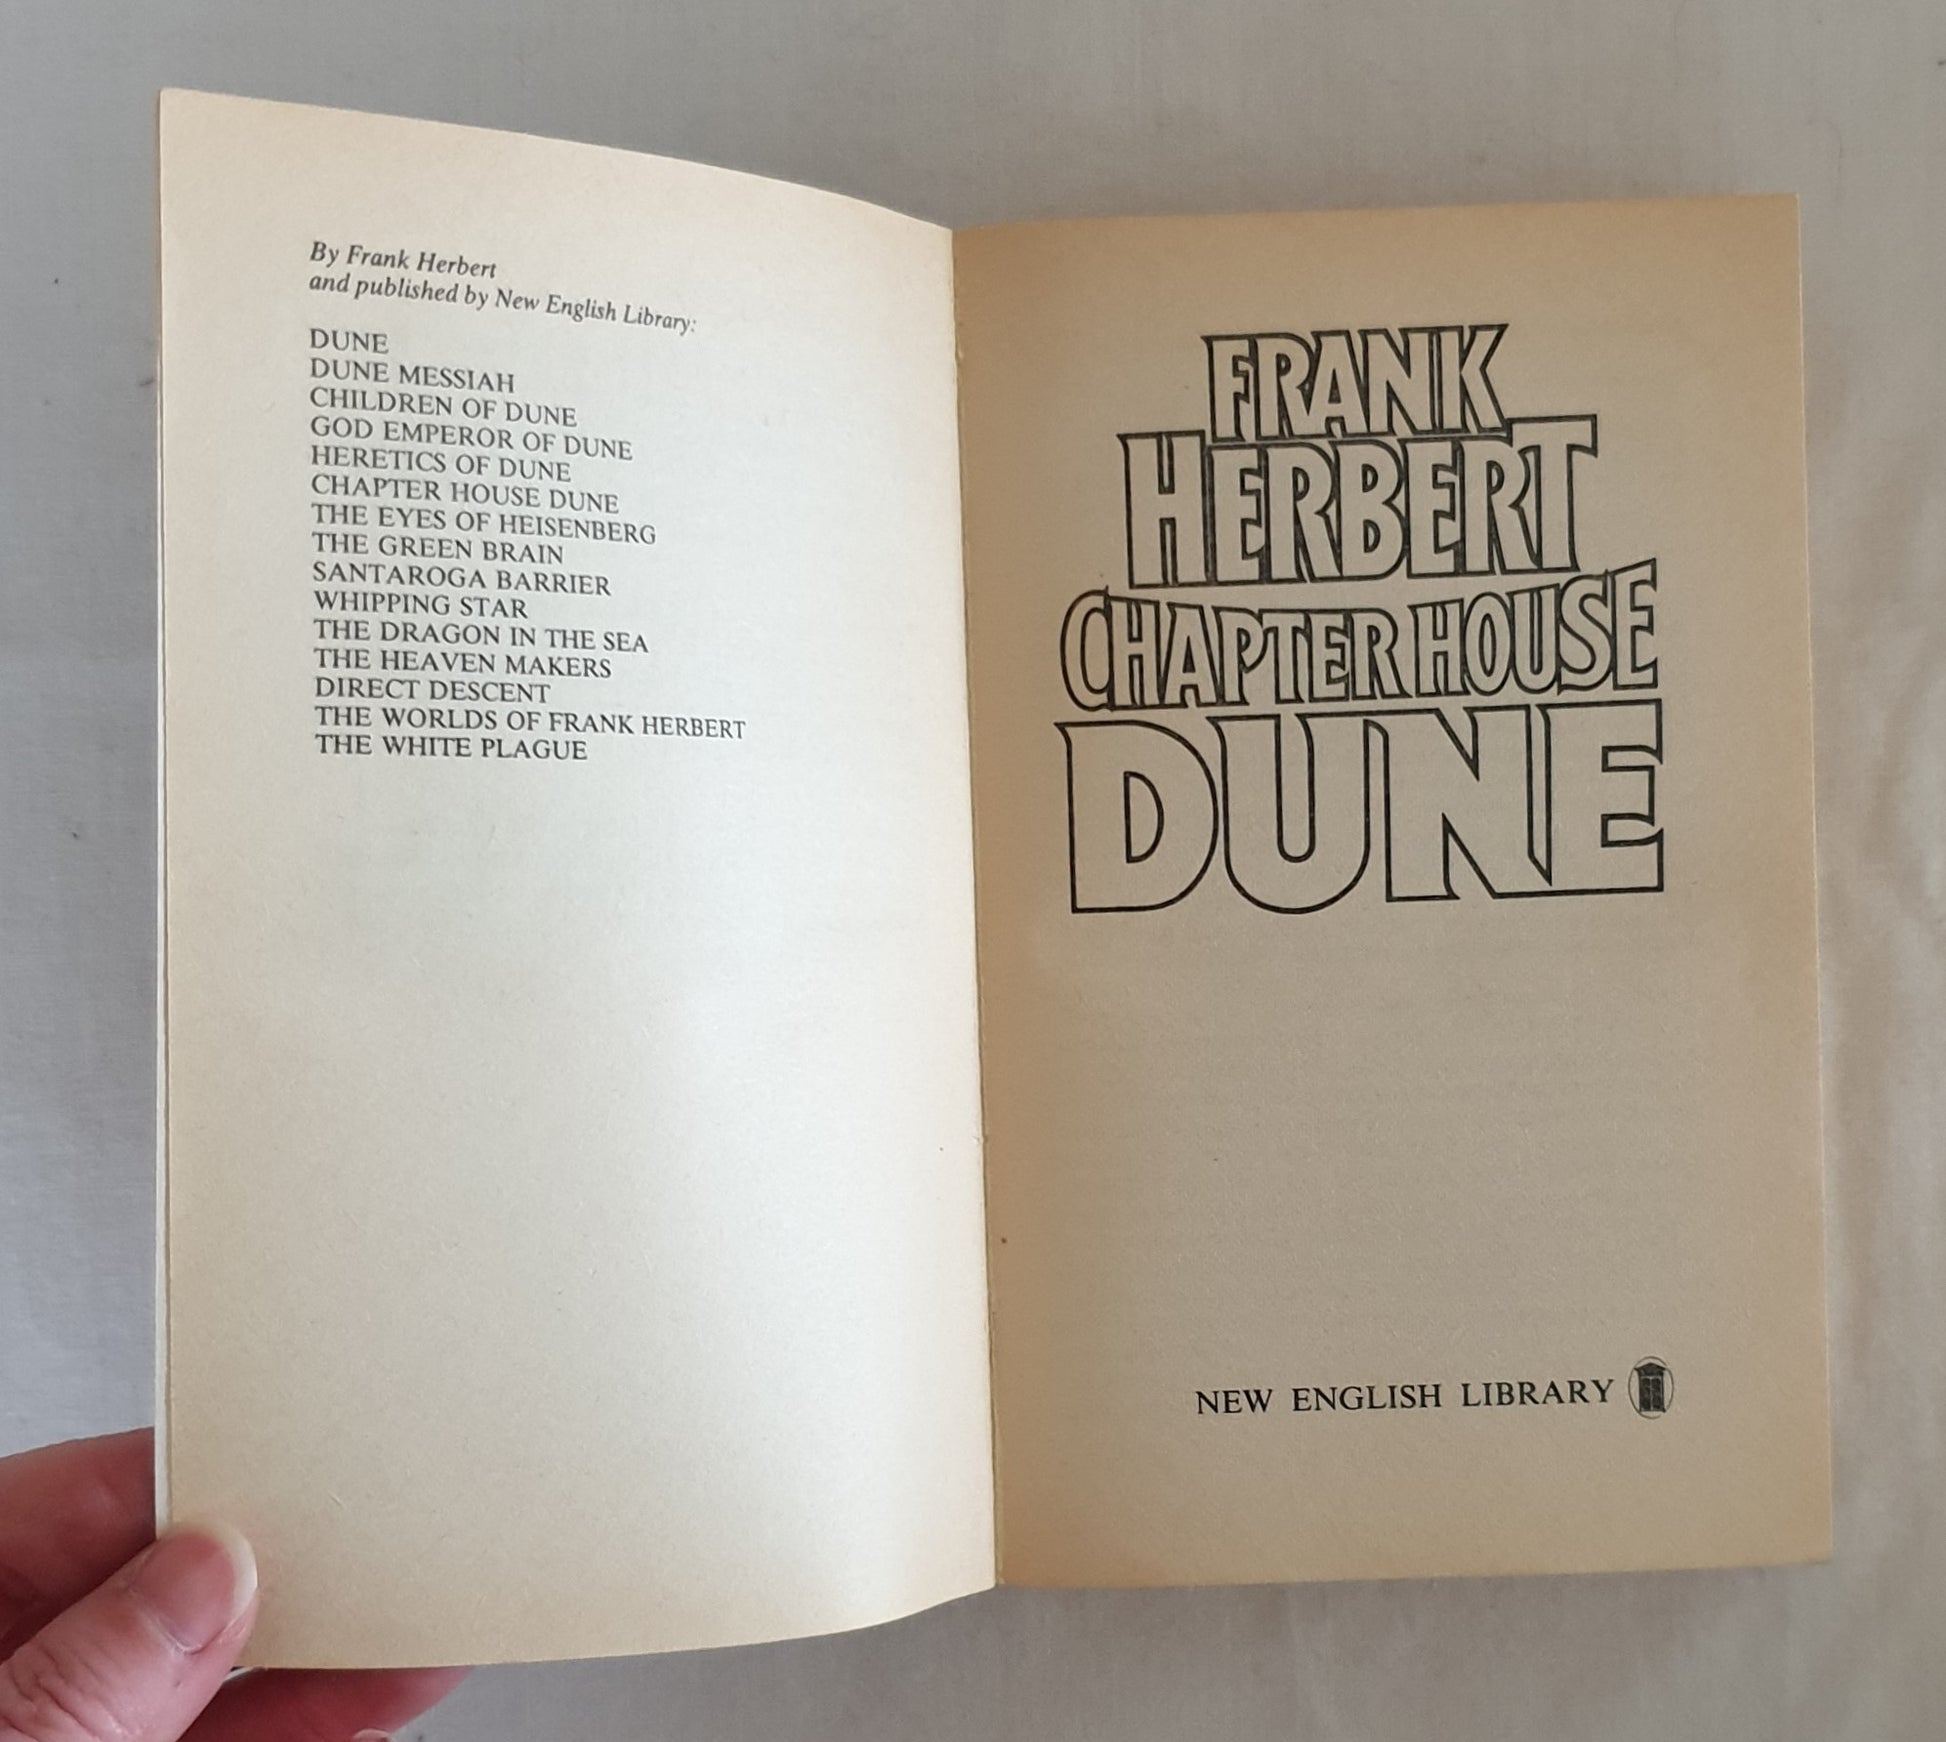 By Frank Herbert
and published by New English Library:
DUNE
DUNE MESSIAH
CHILDREN OF DUNE
GOD EMPEROR OF DUNE
HERETICS OF DUNE
CHAPTER HOUSE DUNE
THE EYES OF HEISENBERG
THE GREEN BRAIN
SANTAROGA BARRIER
WHIPPING STAR
THE DRAGON IN THE SEA
THE HEAVEN MAKERS
DIRECT DESCENT
THE WORLDS OF FRANK HERBERT
THE WHITE PLAGUE
FRANK
HERBERT
CHAPTER HOUSE
DUNE
NEW ENGLISH LIBRARY